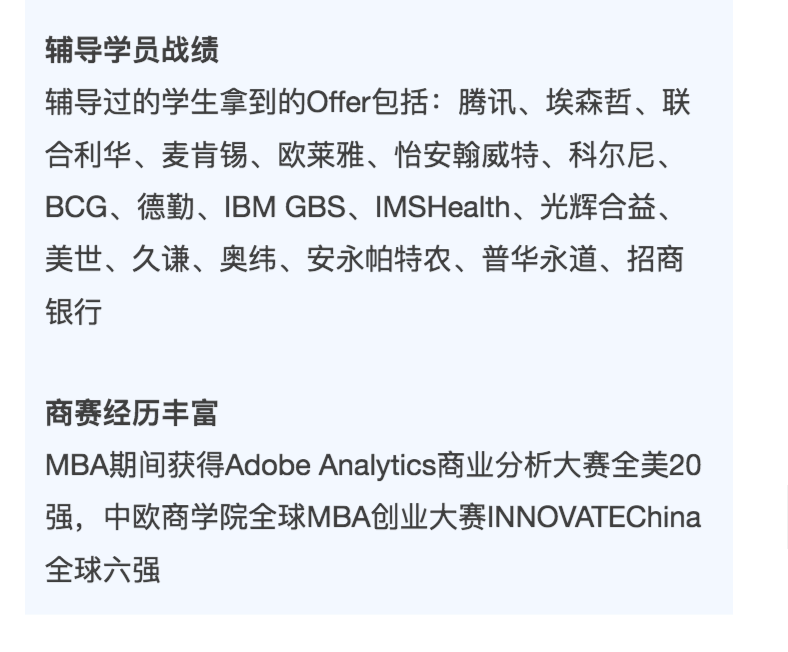 辅导学员战绩
辅导过的学生拿到的Offer包括：腾讯、埃森哲、联
合利华、麦肯锡、欧莱雅、怡安翰威特、科尔尼、
BCG、德勤、IBM GBS、IMSHealth、光辉合益、
美世、久谦、奥纬、安永帕特农、普华永道、招商
银行
商赛经历丰富
MBA期间获得Adobe Analytics商业分析大赛全美20
强，中欧商学院全球MBA创业大赛INNOVATEChina
全球六强